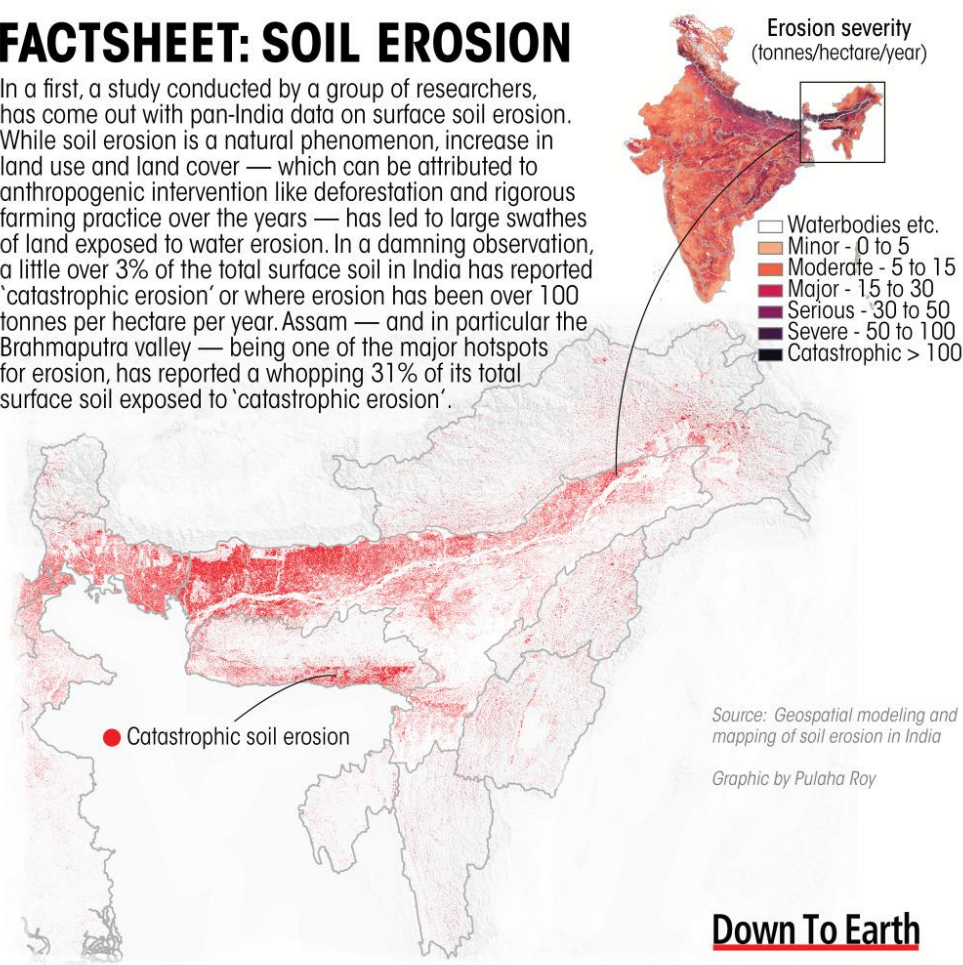 FACTSHEET: SOIL EROSION
In a first, a study conducted by a group of researchers,
has come out with pan-India data on surface soil erosion.
While soil erosion is a natural phenomenon, increase in
land use and land cover — which can be attributed to
anthropogenic intervention like deforestation and rigorous
farming practice over the years — has led to large swathes
of land exposed to water erosion. In a damning observation,
a little over 3% of the total surface soil in India has reported
‘catastrophic erosion’ or where erosion has been over 100
tonnes per hectare per year. Assam — and in particular the
Brahmaputra valley — being one of the major hotspots
for erosion, has reported a whopping 31% of its total
surface soil exposed to ‘catastrophic erosion’.
Erosion severity
(tonnes/hectare/year)
Waterbodies etc.
Minor - 0 to 5
Moderate - 5 to 15
Major - 15 to 30
Serious - 30 to 50
Severe - 50 to 100
Catastrophic > 100
Catastrophic soil erosion
Source: Geospatial modeling and
mapping of soil erosion in India
Graphic by Pulaha Roy
Down To Earth